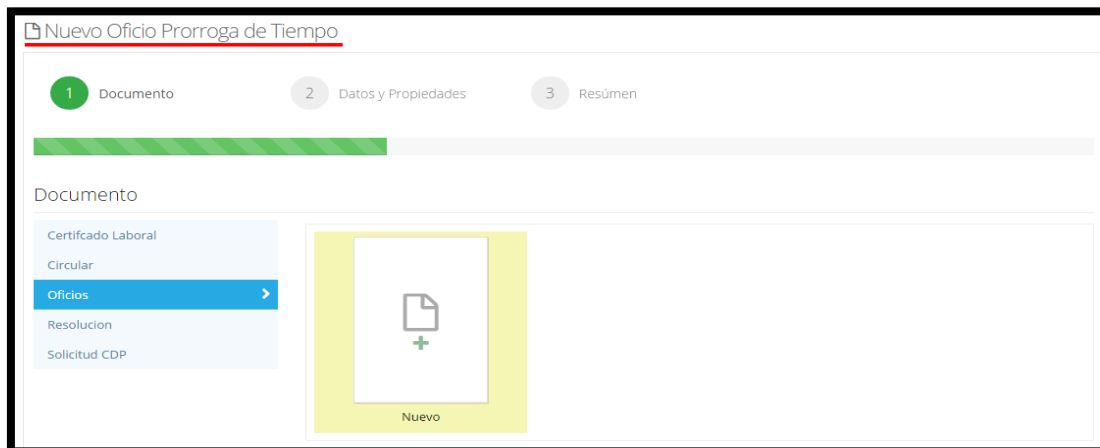 Nuevo Oficio Prorroga de Tiempo
1 Documento 2 Datos y Propiedades 3 Resúmen
Documento
Certifcado Laboral
Circular
Oficios
Resolucion
Solicitud CDP
Nuevo